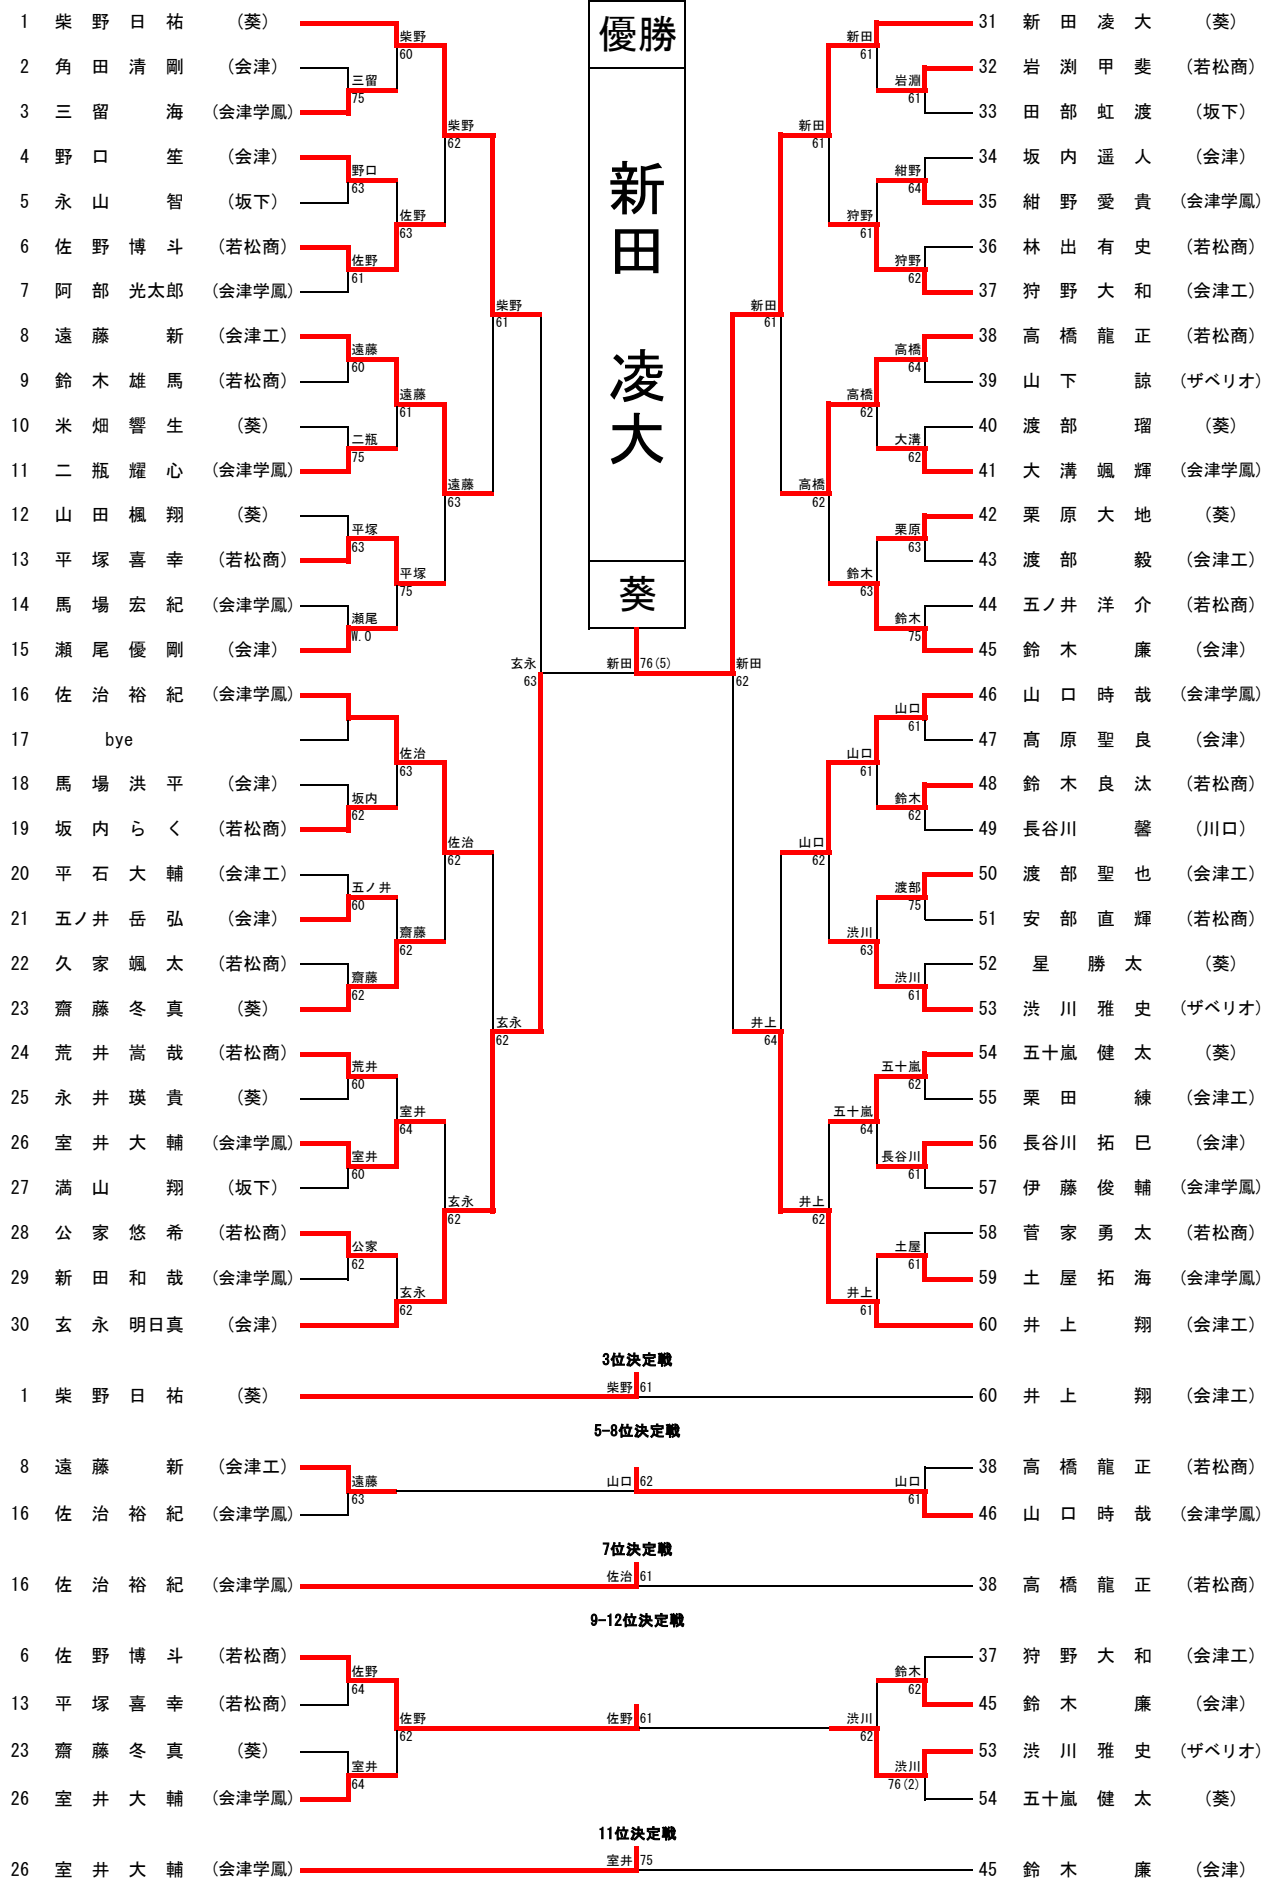 優勝
新田 凌大
葵
1 柴野日祐 (葵)
2 角田清剛 (会津)
3 三留 海 (会津学鳳)
4 野口 笙 (会津)
5 永山 智 (坂下)
6 佐野博斗 (若松商)
7 阿部光太郎 (会津学鳳)
8 遠藤 新 (会津工)
9 鈴木雄馬 (若松商)
10 米畑響生 (葵)
11 二瓶耀心 (会津学鳳)
12 山田楓翔 (葵)
13 平塚喜幸 (若松商)
14 馬場宏紀 (会津学鳳)
15 瀬尾優剛 (会津)
16 佐治裕紀 (会津学鳳)
17 bye
18 馬場洪平 (会津)
19 坂内らく (若松商)
20 平石大輔 (会津工)
21 五ノ井岳弘 (会津)
22 久家颯太 (若松商)
23 齋藤冬真 (葵)
24 荒井嵩哉 (若松商)
25 永井瑛貴 (葵)
26 室井大輔 (会津学鳳)
27 満山 翔 (坂下)
28 公家悠希 (若松商)
29 新田和哉 (会津学鳳)
30 玄永明日真 (会津)
三留 75
野口 63
佐野 61
遠藤 60
二瓶 75
平塚 63
瀬尾 W.O
坂内 62
五ノ井 60
齋藤 62
荒井 60
室井 60
公家 62
柴野 60
佐野 63
遠藤 61
平塚 75
佐治 63
齋藤 62
室井 64
玄永 62
柴野 62
遠藤 63
佐治 62
玄永 62
柴野 61
玄永 62
玄永 63
新田 76(5)
新田 62
新田 61
井上 64
新田 61
高橋 62
山口 62
井上 62
新田 61
狩野 61
高橋 62
鈴木 63
山口 61
渋川 63
五十嵐 64
井上 61
岩淵 61
紺野 64
狩野 62
高橋 64
大溝 62
栗原 63
鈴木 75
山口 61
鈴木 62
渡部 75
渋川 61
五十嵐 62
長谷川 61
土屋 61
31 新田凌大 (葵)
32 岩渕甲斐 (若松商)
33 田部虹渡 (坂下)
34 坂内遥人 (会津)
35 紺野愛貴 (会津学鳳)
36 林出有史 (若松商)
37 狩野大和 (会津工)
38 高橋龍正 (若松商)
39 山下 諒 (ザベリオ)
40 渡部 瑠 (葵)
41 大溝颯輝 (会津学鳳)
42 栗原大地 (葵)
43 渡部 毅 (会津工)
44 五ノ井洋介 (若松商)
45 鈴木 廉 (会津)
46 山口時哉 (会津学鳳)
47 髙原聖良 (会津)
48 鈴木良汰 (若松商)
49 長谷川 馨 (川口)
50 渡部聖也 (会津工)
51 安部直輝 (若松商)
52 星 勝太 (葵)
53 渋川雅史 (ザベリオ)
54 五十嵐健太 (葵)
55 栗田 練 (会津工)
56 長谷川拓巳 (会津)
57 伊藤俊輔 (会津学鳳)
58 菅家勇太 (若松商)
59 土屋拓海 (会津学鳳)
60 井上 翔 (会津工)
3位決定戦
1 柴野日祐 (葵) 柴野 61 60 井上 翔 (会津工)
5-8位決定戦
8 遠藤 新 (会津工) 38 高橋龍正 (若松商)
遠藤 63 山口 62 山口 61
16 佐治裕紀 (会津学鳳) 46 山口時哉 (会津学鳳)
7位決定戦
16 佐治裕紀 (会津学鳳) 佐治 61 38 高橋龍正 (若松商)
9-12位決定戦
6 佐野博斗 (若松商) 37 狩野大和 (会津工)
佐野 64 鈴木 62
13 平塚喜幸 (若松商) 45 鈴木 廉 (会津)
佐野 62 佐野 61 渋川 62
23 齋藤冬真 (葵) 53 渋川雅史 (ザベリオ)
室井 64 渋川 76(2)
26 室井大輔 (会津学鳳) 54 五十嵐健太 (葵)
11位決定戦
26 室井大輔 (会津学鳳) 室井 75 45 鈴木 廉 (会津)